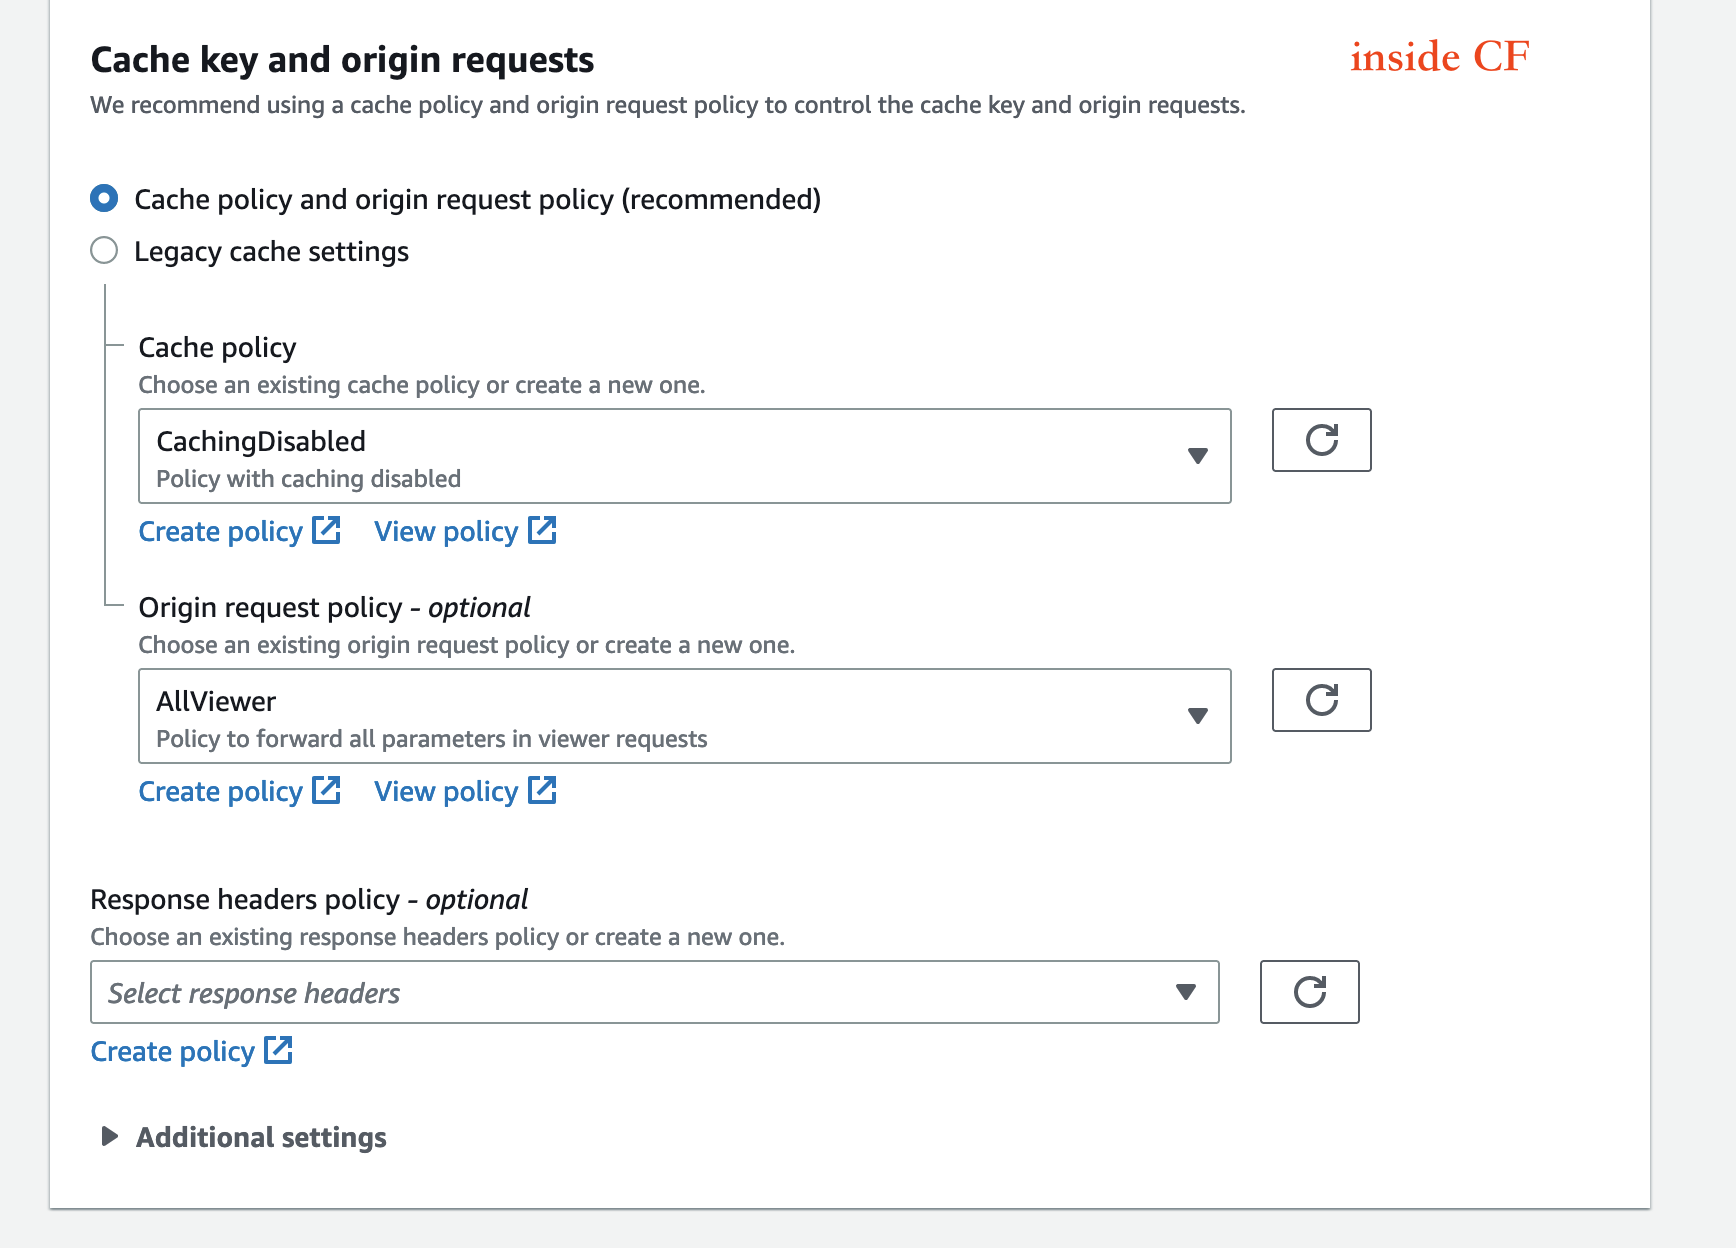 Cache key and origin requests
inside CF
We recommend using a cache policy and origin request policy to control the cache key and origin requests.
Cache policy and origin request policy (recommended)
Legacy cache settings
Cache policy
Choose an existing cache policy or create a new one.
CachingDisabled
Policy with caching disabled
Create policy View policy
Origin request policy - optional
Choose an existing origin request policy or create a new one.
AllViewer
Policy to forward all parameters in viewer requests
Create policy View policy
Response headers policy - optional
Choose an existing response headers policy or create a new one.
Select response headers
Create policy
Additional settings